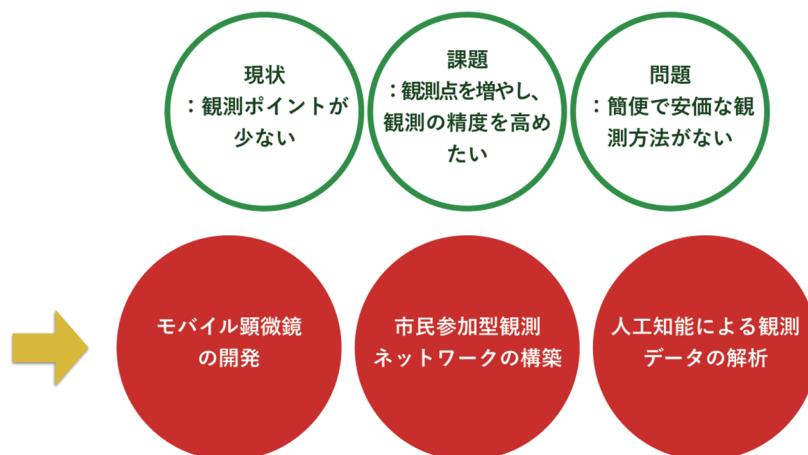 現状
：観測ポイントが
少ない
課題
：観測点を増やし、
観測の精度を高め
たい
問題
：簡便で安価な観
測方法がない
モバイル顕微鏡
の開発
市民参加型観測
ネットワークの構築
人工知能による観測
データの解析